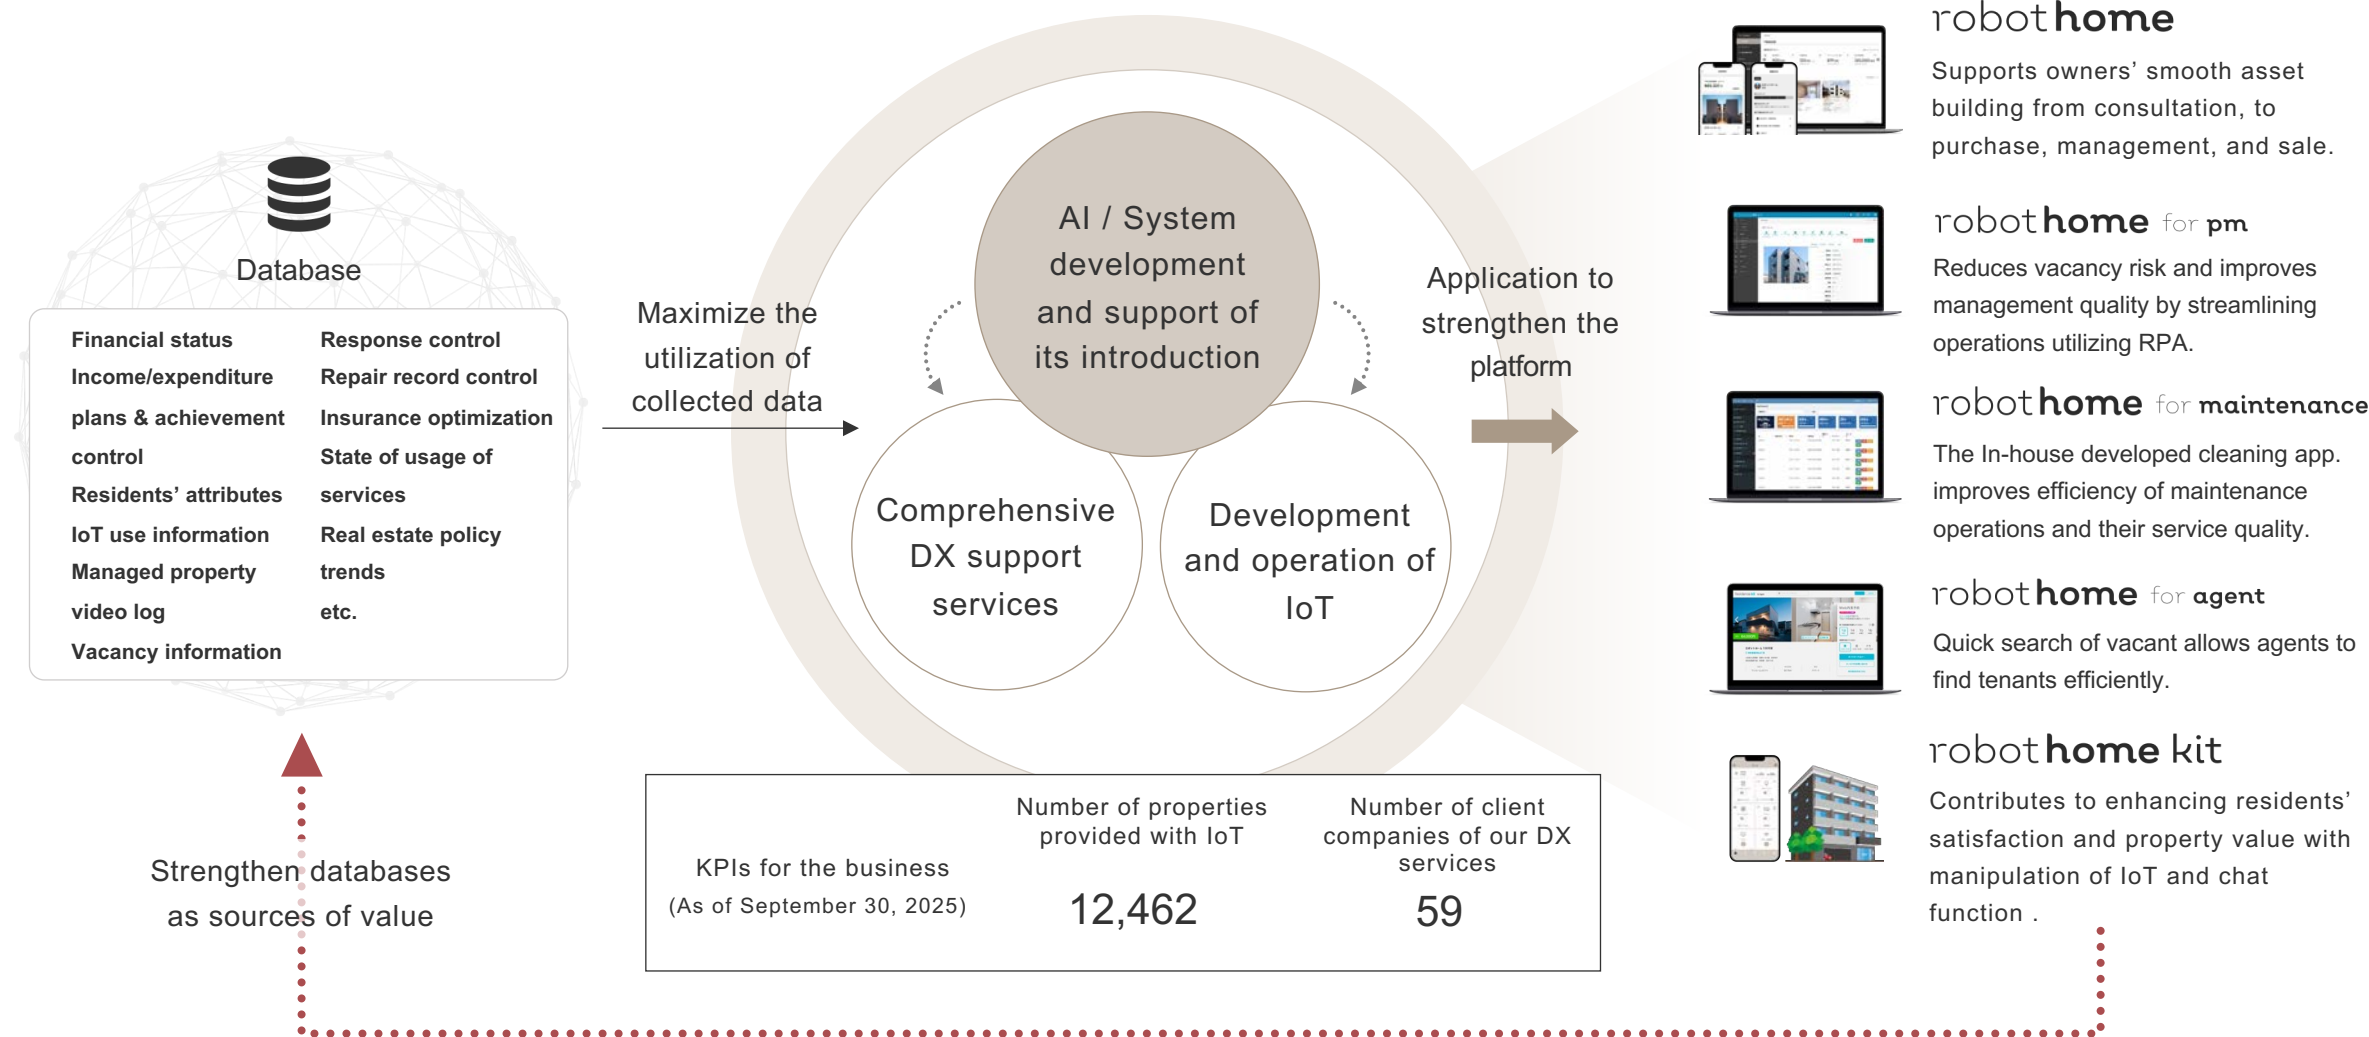 Database
Financial status
Income/expenditure
plans & achievement
control
Residents’ attributes
IoT use information
Managed property
video log
Vacancy information
Response control
Repair record control
Insurance optimization
State of usage of
services
Real estate policy
trends
etc.
Strengthen databases
as sources of value
Maximize the
utilization of
collected data
AI / System
development
and support of
its introduction
Comprehensive
DX support
services
Development
and operation of
IoT
Application to
strengthen the
platform
KPIs for the business
(As of September 30, 2025)
Number of properties
provided with IoT
12,462
Number of client
companies of our DX
services
59
robot home
Supports owners’ smooth asset
building from consultation, to
purchase, management, and sale.
robot home for pm
Reduces vacancy risk and improves
management quality by streamlining
operations utilizing RPA.
robot home for maintenance
The In-house developed cleaning app.
improves efficiency of maintenance
operations and their service quality.
robot home for agent
Quick search of vacant allows agents to
find tenants efficiently.
robot home kit
Contributes to enhancing residents’
satisfaction and property value with
manipulation of IoT and chat
function .